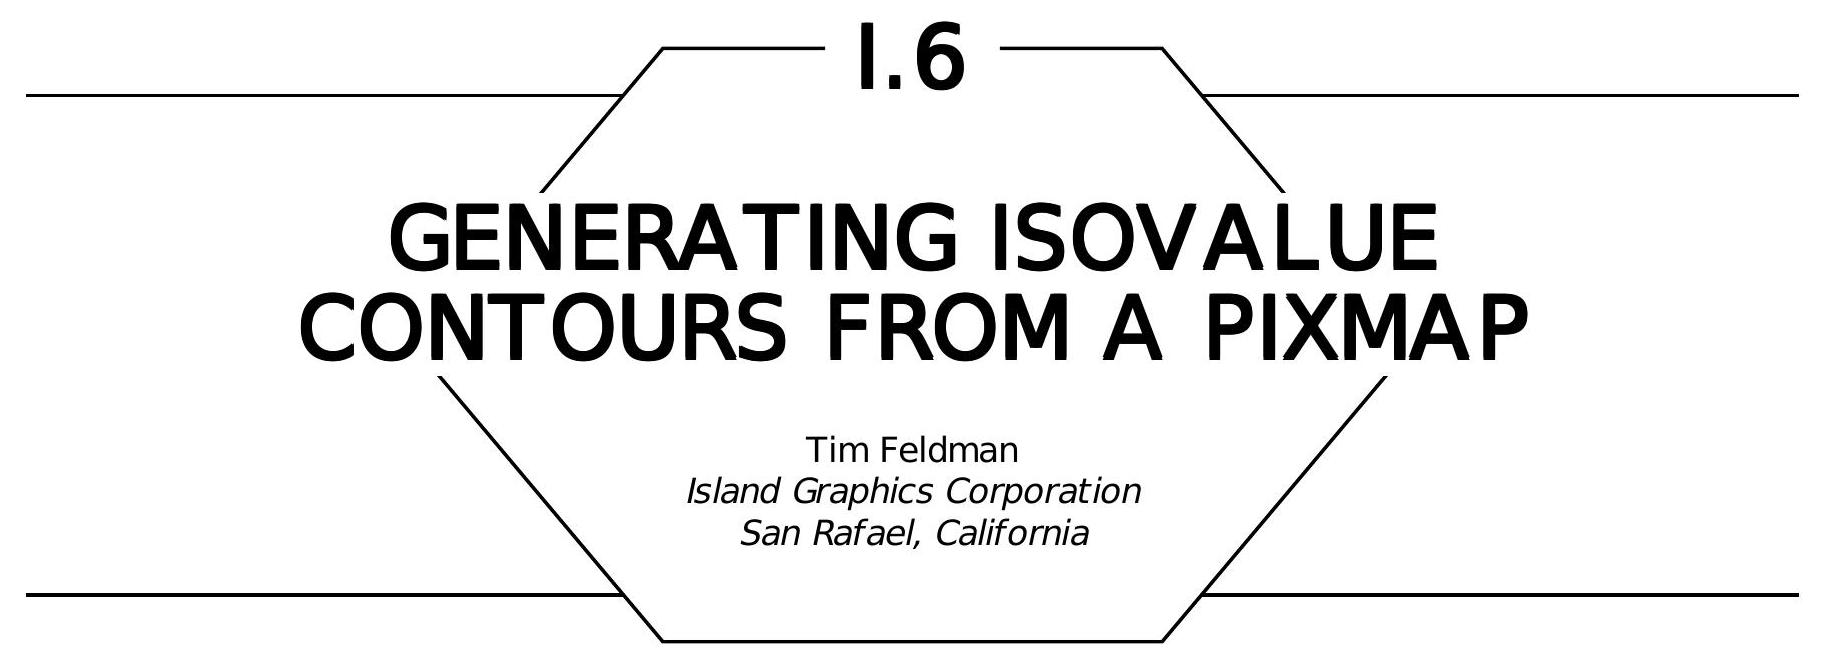 I.6
GENERATING ISOVALUE
CONTOURS FROM A PIXMAP
Tim Feldman
Island Graphics Corporation
San Rafael, California